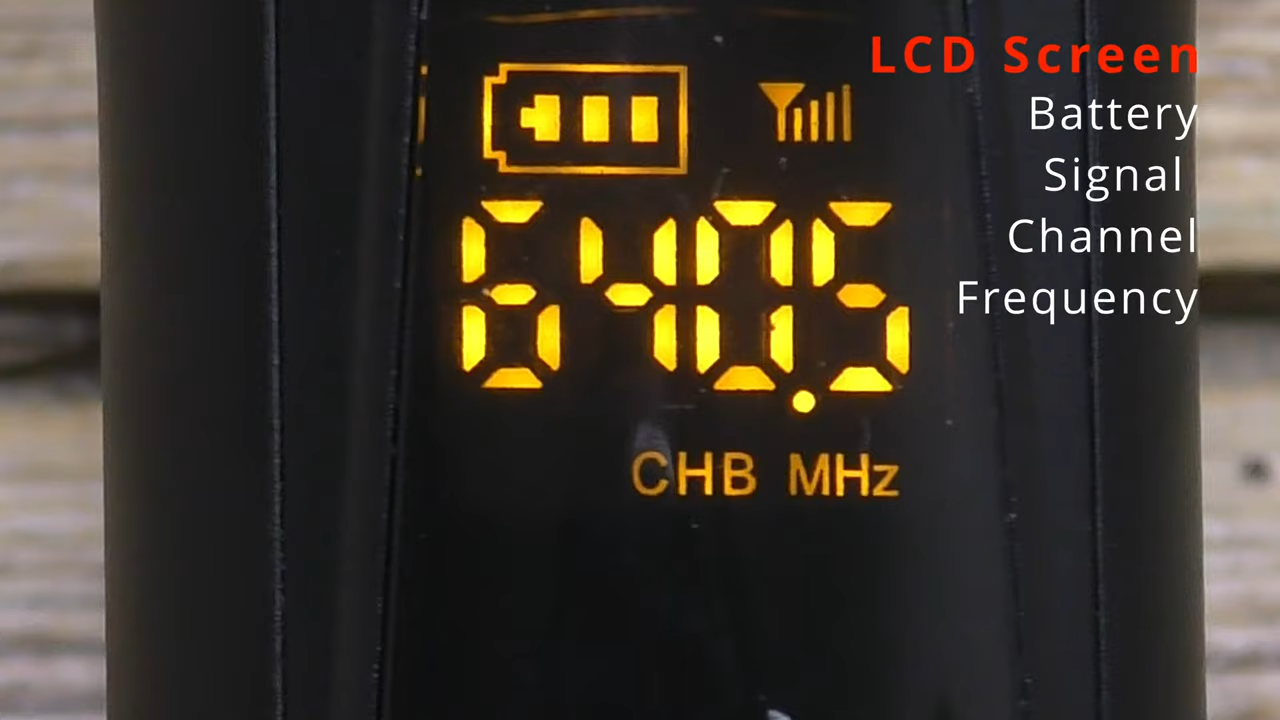 LCD Screen
Battery
Signal
Channel
Frequency
640.5
CHB MHz